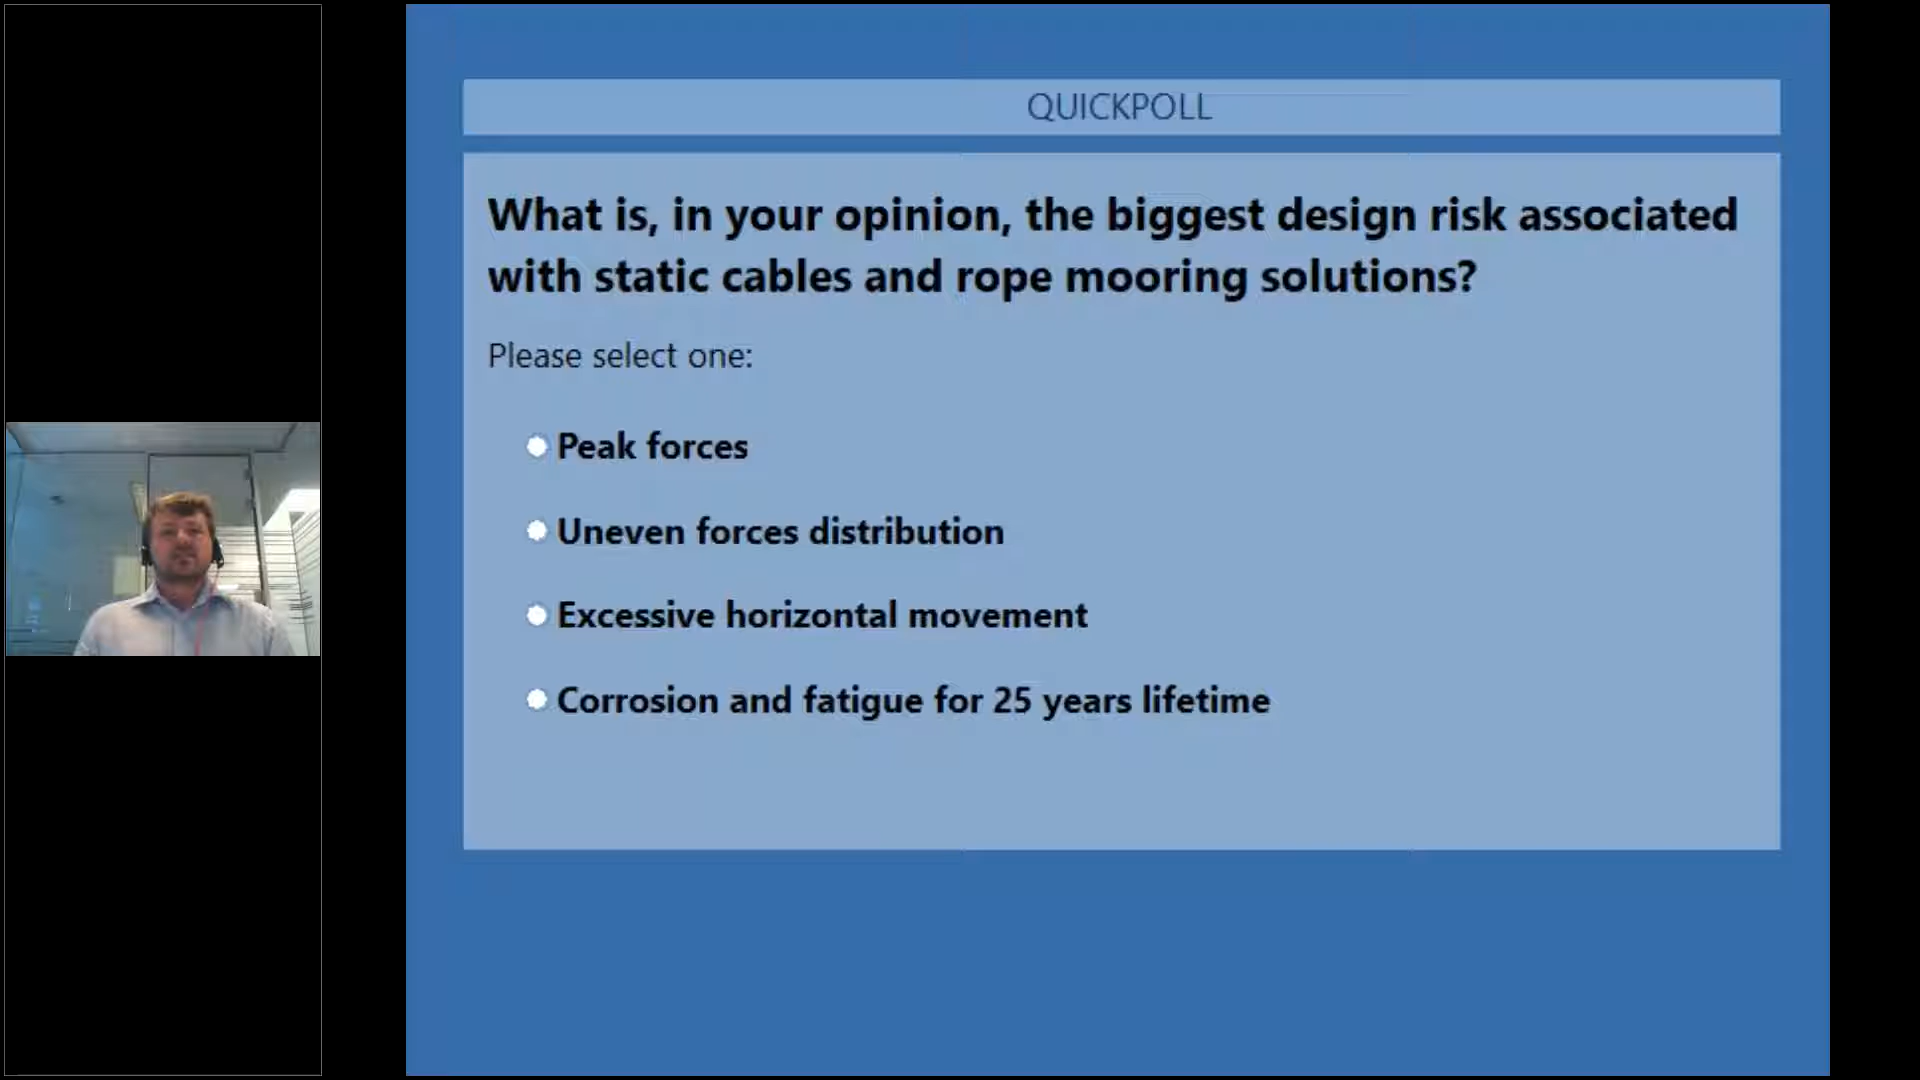 QUICKPOLL
What is, in your opinion, the biggest design risk associated
with static cables and rope mooring solutions?
Please select one:
Peak forces
Uneven forces distribution
Excessive horizontal movement
Corrosion and fatigue for 25 years lifetime